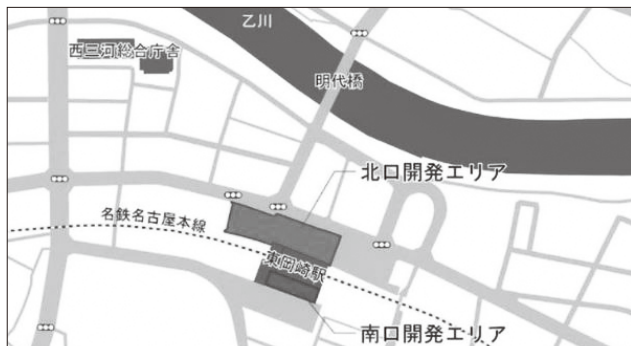 乙川
西三河総合庁舎
明代橋
北口開発エリア
名鉄名古屋本線
東岡崎駅
南口開発エリア